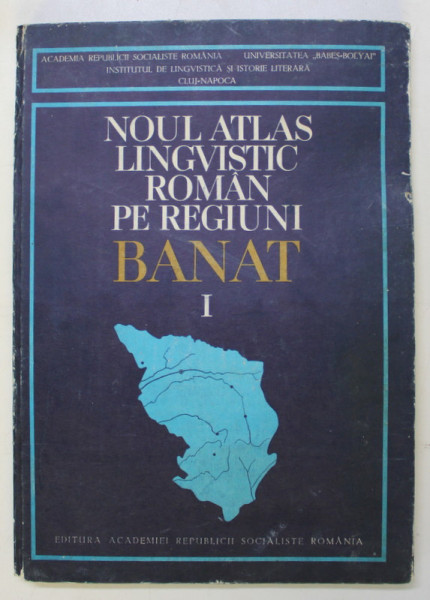 ACADEMIA REPUBLICII SOCIALISTE ROMÂNIA UNIVERSITATEA „BABEȘ-BOLYAI"
INSTITUTUL DE LINGVISTICĂ ȘI ISTORIE LITERARĂ
CLUJ-NAPOCA
NOUL ATLAS
LINGVISTIC
ROMÂN
PE REGIUNI
BANAT
I
EDITURA ACADEMIEI REPUBLICII SOCIALISTE ROMÂNIA